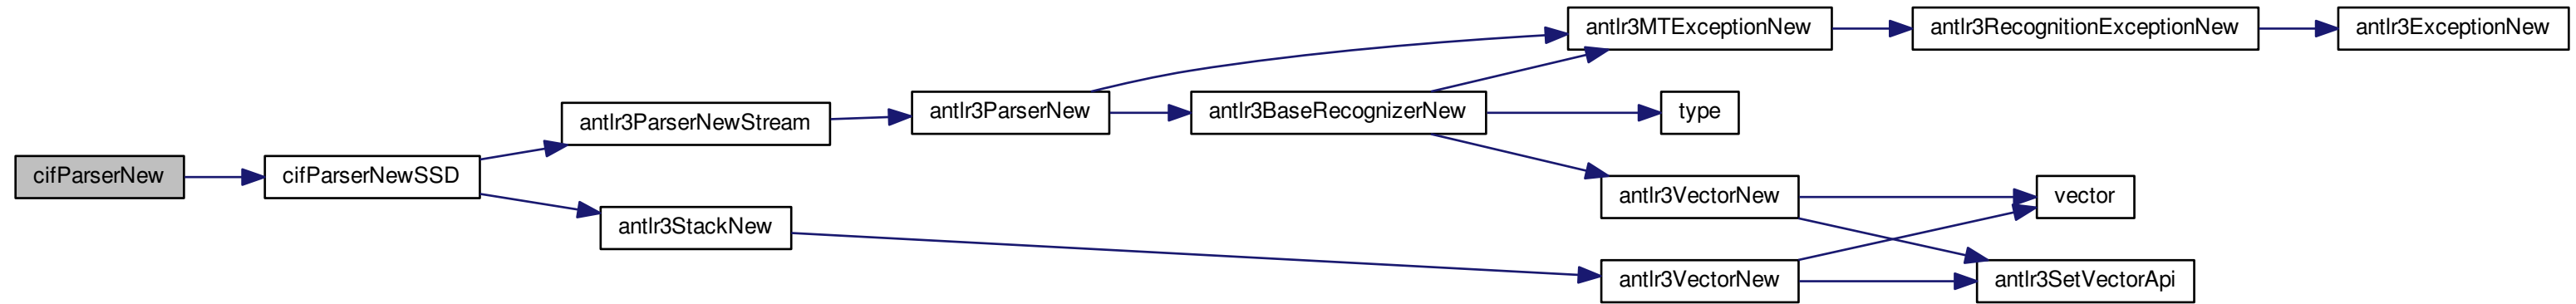 cifParserNew
cifParserNewSSD
antlr3ParserNewStream
antlr3StackNew
antlr3ParserNew
antlr3BaseRecognizerNew
antlr3MTExceptionNew
type
antlr3VectorNew
antlr3VectorNew
antlr3RecognitionExceptionNew
vector
antlr3SetVectorApi
antlr3ExceptionNew